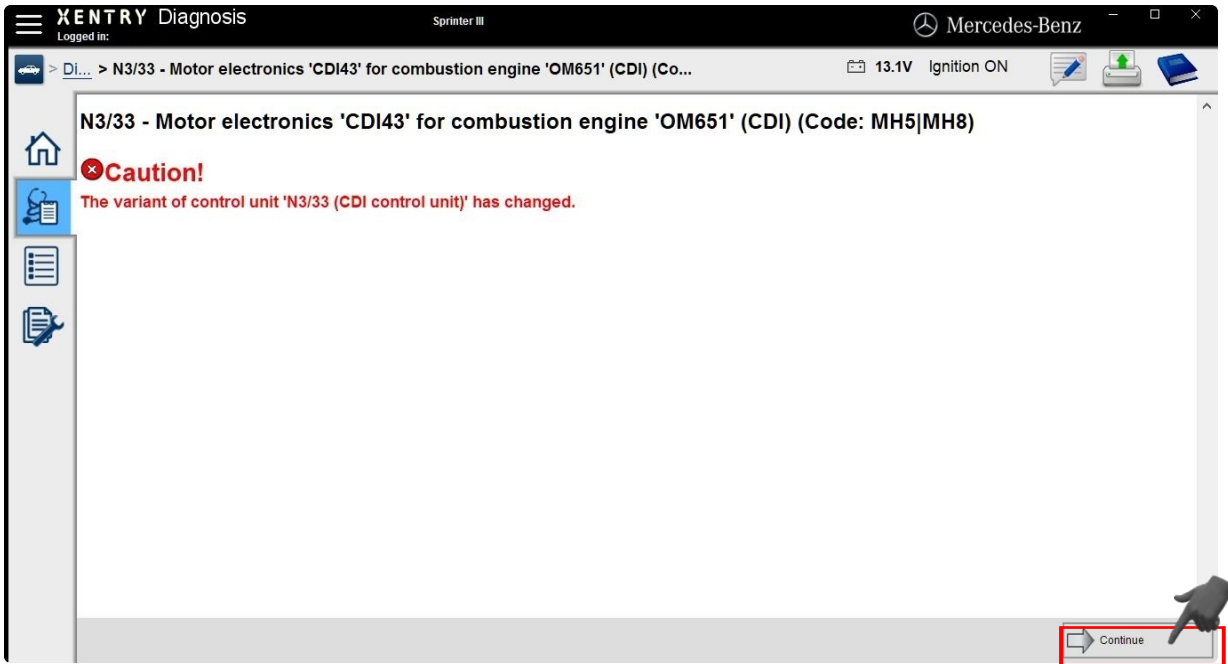 XENTRY Diagnosis
Sprinter III
Mercedes-Benz
Logged in:
> Di... > N3/33 - Motor electronics 'CDI43' for combustion engine 'OM651' (CDI) (Co...
13.1V Ignition ON
N3/33 - Motor electronics 'CDI43' for combustion engine 'OM651' (CDI) (Code: MH5|MH8)
Caution!
The variant of control unit 'N3/33 (CDI control unit)' has changed.
Continue